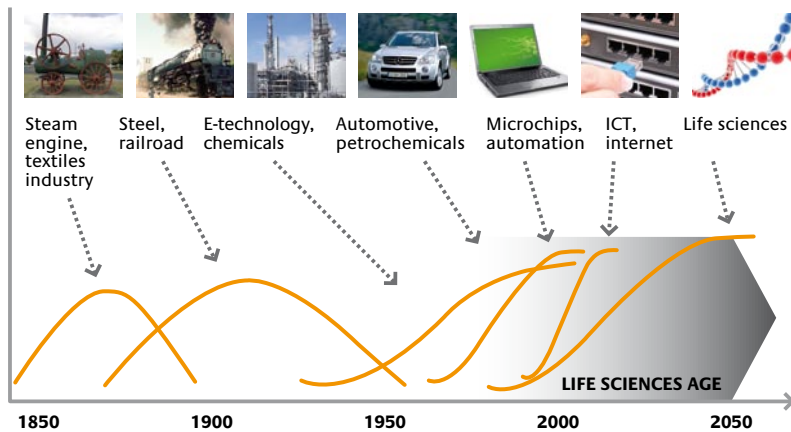 Steam
engine,
textiles
industry
Steel,
railroad
E-technology,
chemicals
Automotive,
petrochemicals
Microchips,
automation
ICT,
internet
Life sciences
LIFE SCIENCES AGE
1850
1900
1950
2000
2050